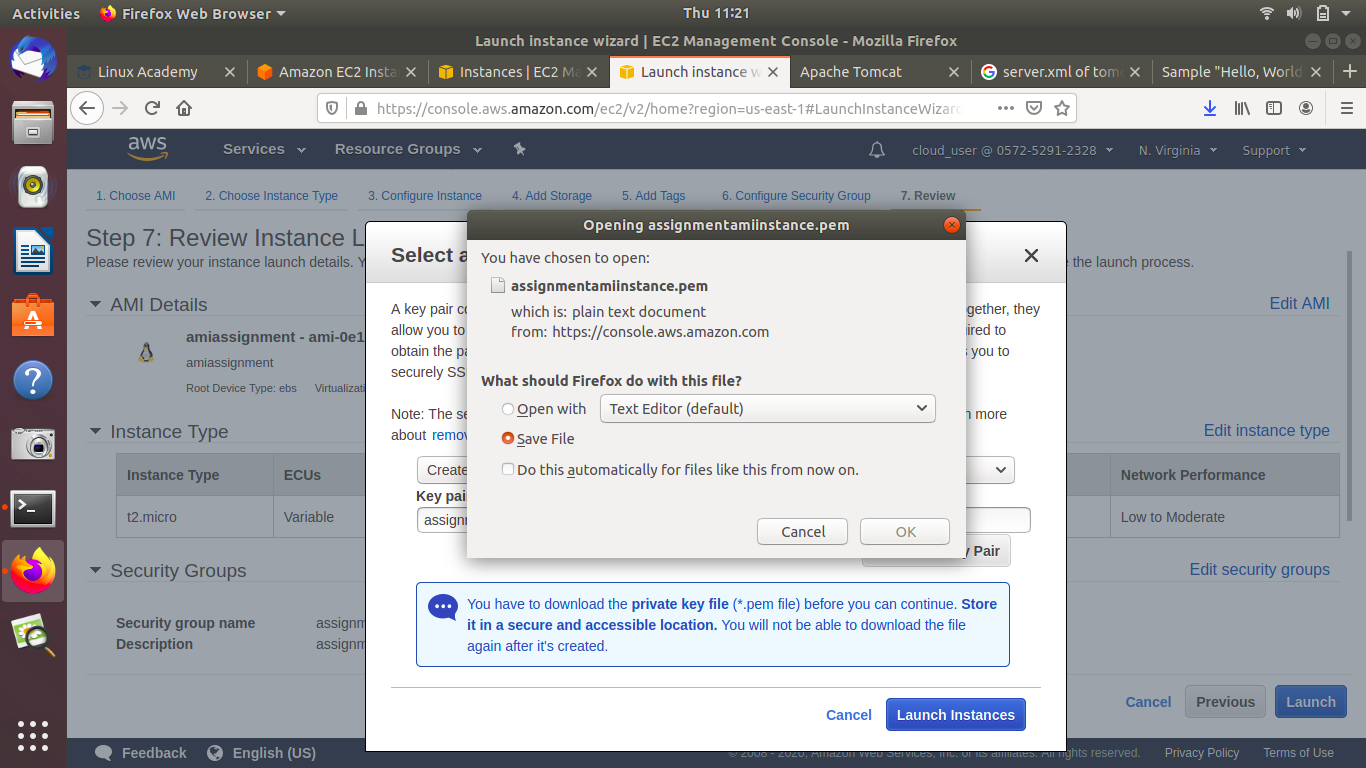 Activities
Firefox Web Browser
Thu 11:21
Launch instance wizard | EC2 Management Console - Mozilla Firefox
Linux Academy
Amazon EC2 Insta
Instances | EC2 Ma
Launch instance w
Apache Tomcat
server.xml of tom
Sample "Hello, World
https://console.aws.amazon.com/ec2/v2/home?region=us-east-1#LaunchInstanceWizard
aws
Services
Resource Groups
cloud_user @ 0572-5291-2328
N. Virginia
Support
1. Choose AMI
2. Choose Instance Type
3. Configure Instance
4. Add Storage
5. Add Tags
6. Configure Security Group
7. Review
Step 7: Review Instance L
Please review your instance launch details. Y
the launch process.
AMI Details
Edit AMI
amiassignment - ami-0e1
amiassignment
Root Device Type: ebs
Virtualizati
Instance Type
Edit instance type
Instance Type
ECUs
Network Performance
t2.micro
Variable
Low to Moderate
Security Groups
Edit security groups
Security group name
assignm
Description
assignm
Cancel
Previous
Launch
Select a
A key pair co
gether, they
allow you to
ired to
obtain the pa
s you to
securely SS
Note: The se
n more
about remov
Create
Key pai
assignm
y Pair
You have to download the private key file (*.pem file) before you can continue. Store
it in a secure and accessible location. You will not be able to download the file
again after it's created.
Cancel
Launch Instances
Opening assignmentamiinstance.pem
You have chosen to open:
assignmentamiinstance.pem
which is: plain text document
from: https://console.aws.amazon.com
What should Firefox do with this file?
Open with
Text Editor (default)
Save File
Do this automatically for files like this from now on.
Cancel
OK
Feedback
English (US)
© 2008 - 2020, Amazon Web Services, Inc. or its affiliates. All rights reserved.
Privacy Policy
Terms of Use